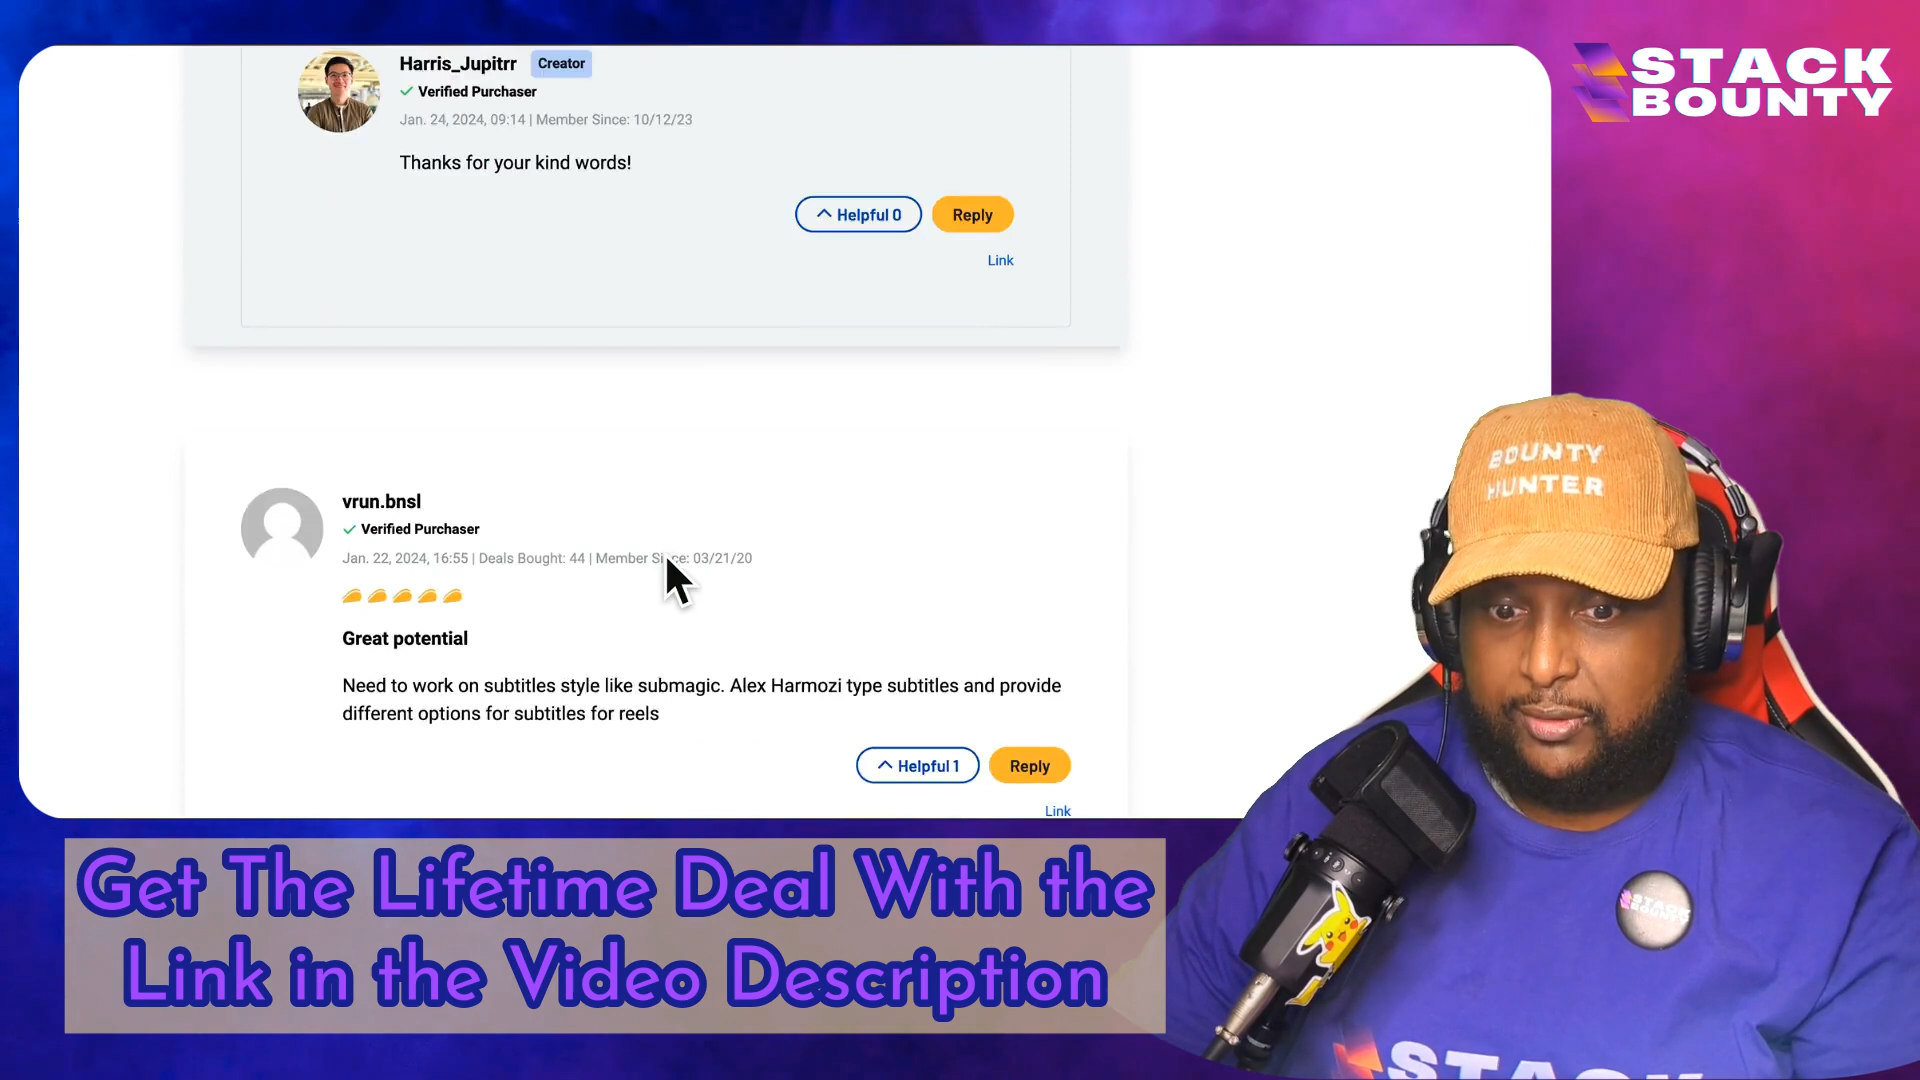 Harris_Jupitrr Creator
Verified Purchaser
Jan. 24, 2024, 09:14 | Member Since: 10/12/23
Thanks for your kind words!
Helpful 0 Reply
Link
vrun.bnsl
Verified Purchaser
Jan. 22, 2024, 16:55 | Deals Bought: 44 | Member Since: 03/21/20
Great potential
Need to work on subtitles style like submagic. Alex Harmozi type subtitles and provide
different options for subtitles for reels
Helpful 1 Reply
Link
Get The Lifetime Deal With the
Link in the Video Description
STACK
BOUNTY
BOUNTY
HUNTER
STACK
BOUNTY
STACK